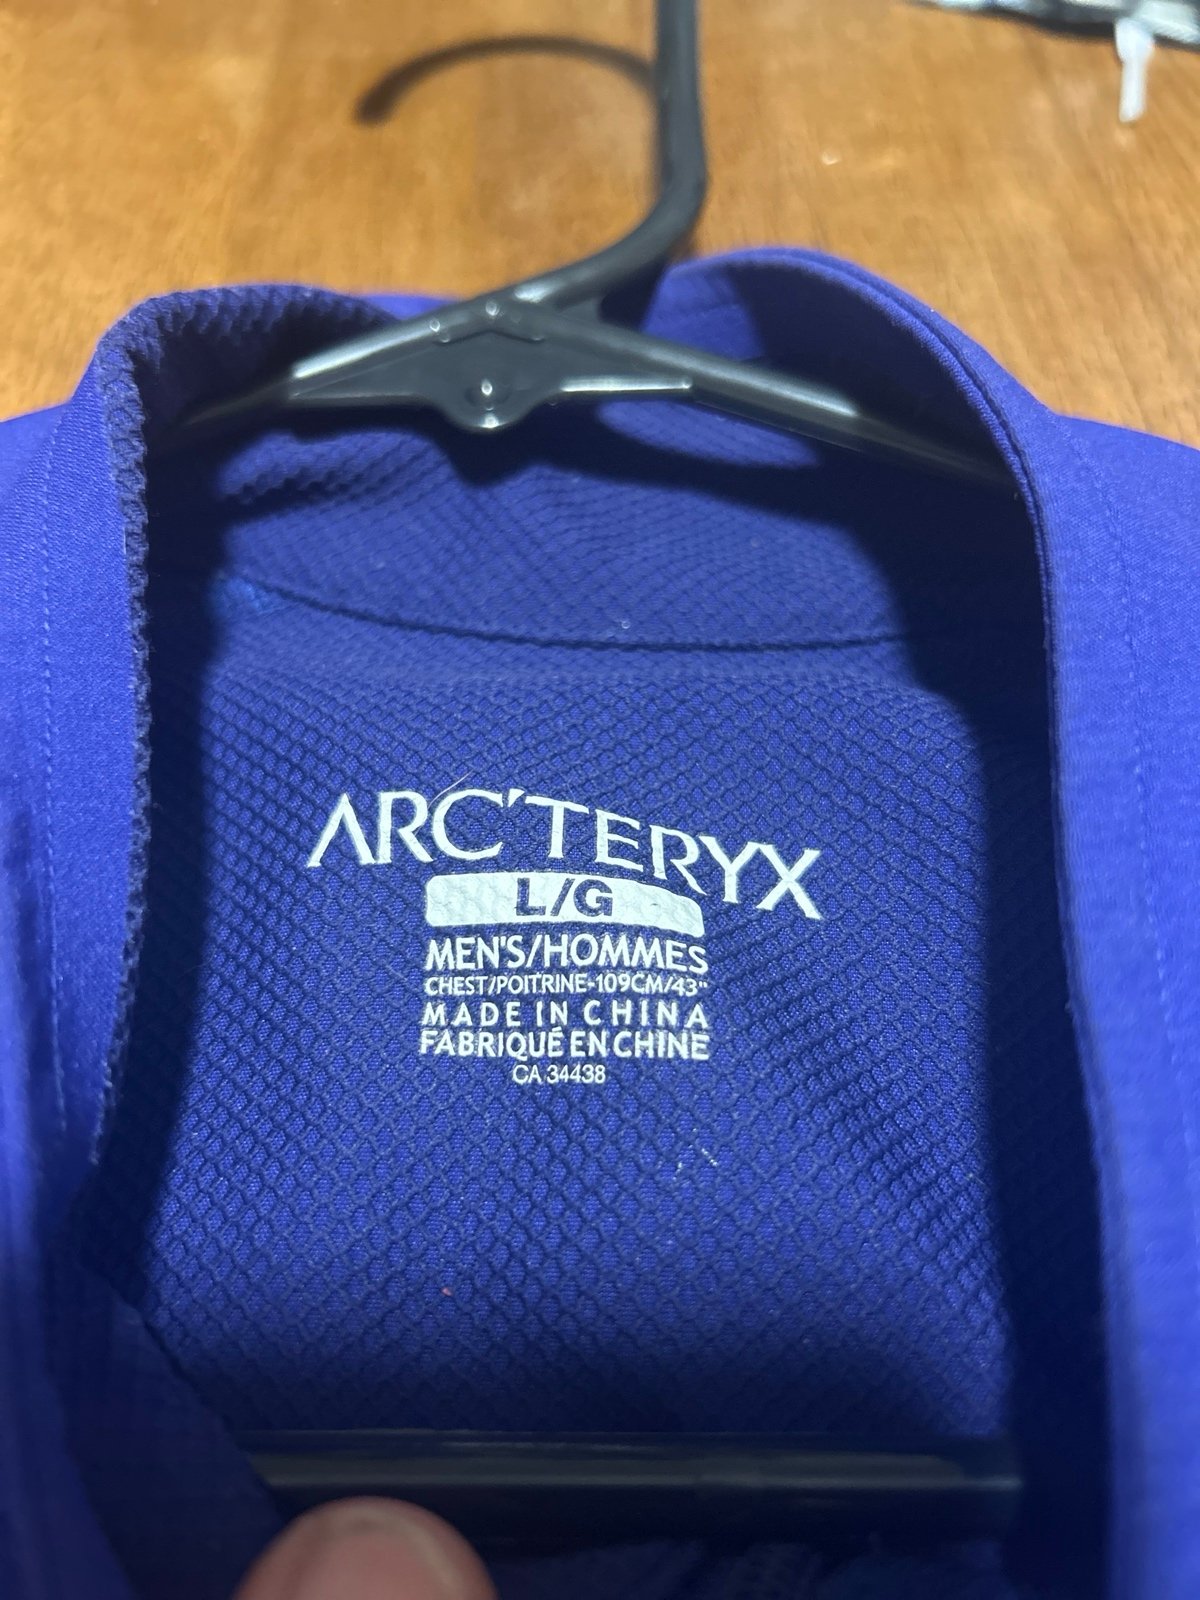 ARC'TERYX
L/G
MEN'S/HOMMES
CHEST/POITRINE-109CM/43"
MADE IN CHINA
FABRIQUÉ EN CHINE
CA 34438